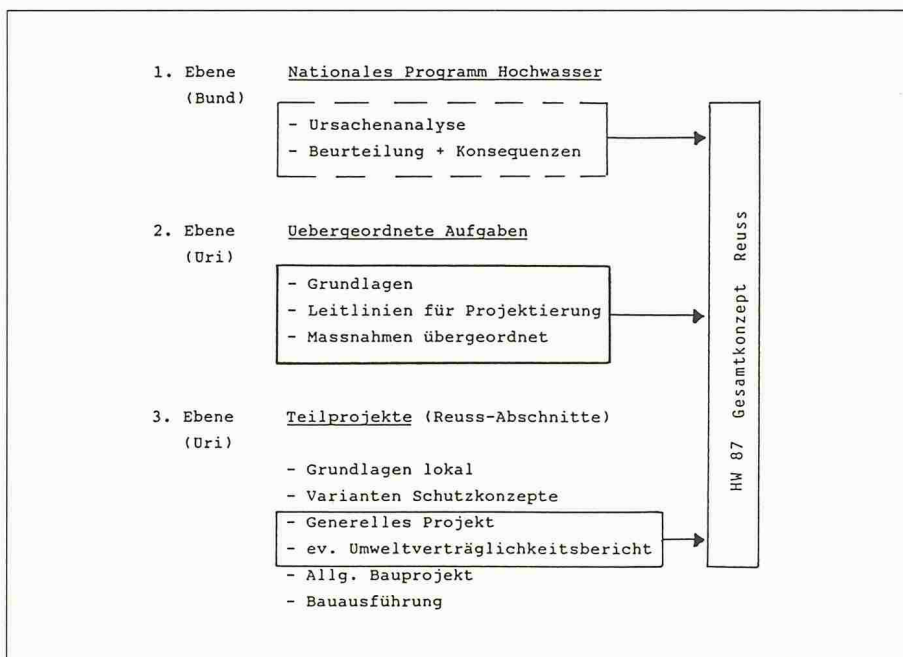 1. Ebene Nationales Programm Hochwasser
(Bund)
- Ursachenanalyse
- Beurteilung + Konsequenzen
2. Ebene Uebergeordnete Aufgaben
(Uri)
- Grundlagen
- Leitlinien für Projektierung
- Massnahmen übergeordnet
3. Ebene Teilprojekte (Reuss-Abschnitte)
(Uri)
- Grundlagen lokal
- Varianten Schutzkonzepte
- Generelles Projekt
- ev. Umweltverträglichkeitsbericht
- Allg. Bauprojekt
- Bauausführung
HW 87 Gesamtkonzept Reuss